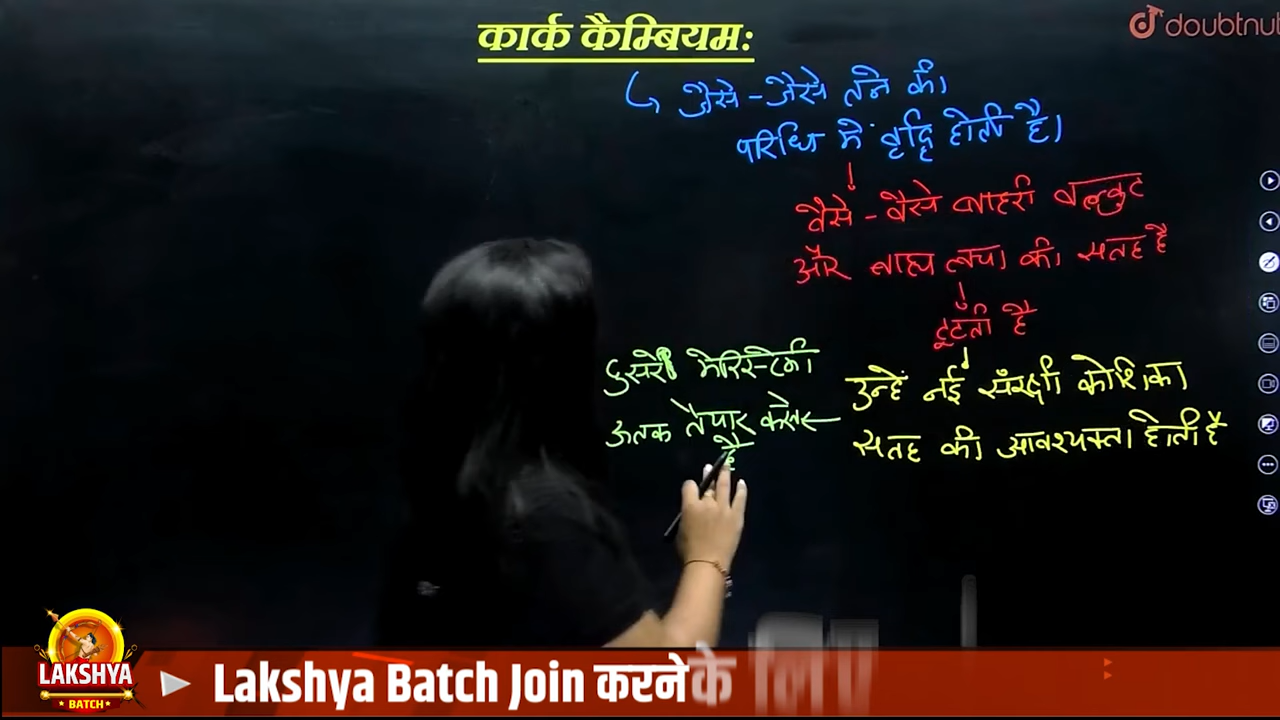 कार्क कैम्बियम:
doubtnut
जैसे-जैसे तने की
परिधि में वृद्धि होती है।
वैसे-वैसे बाहरी वल्कुट
और बाह्य त्वचा की सतह है
टूटती है
उन्हें नई संरक्षी कोशिका
सतह की आवश्यकता होती है
दुसरे मेरिस्टेमी
ऊतक तैयार करते
है
LAKSHYA
BATCH
Lakshya Batch Join करने के लिए